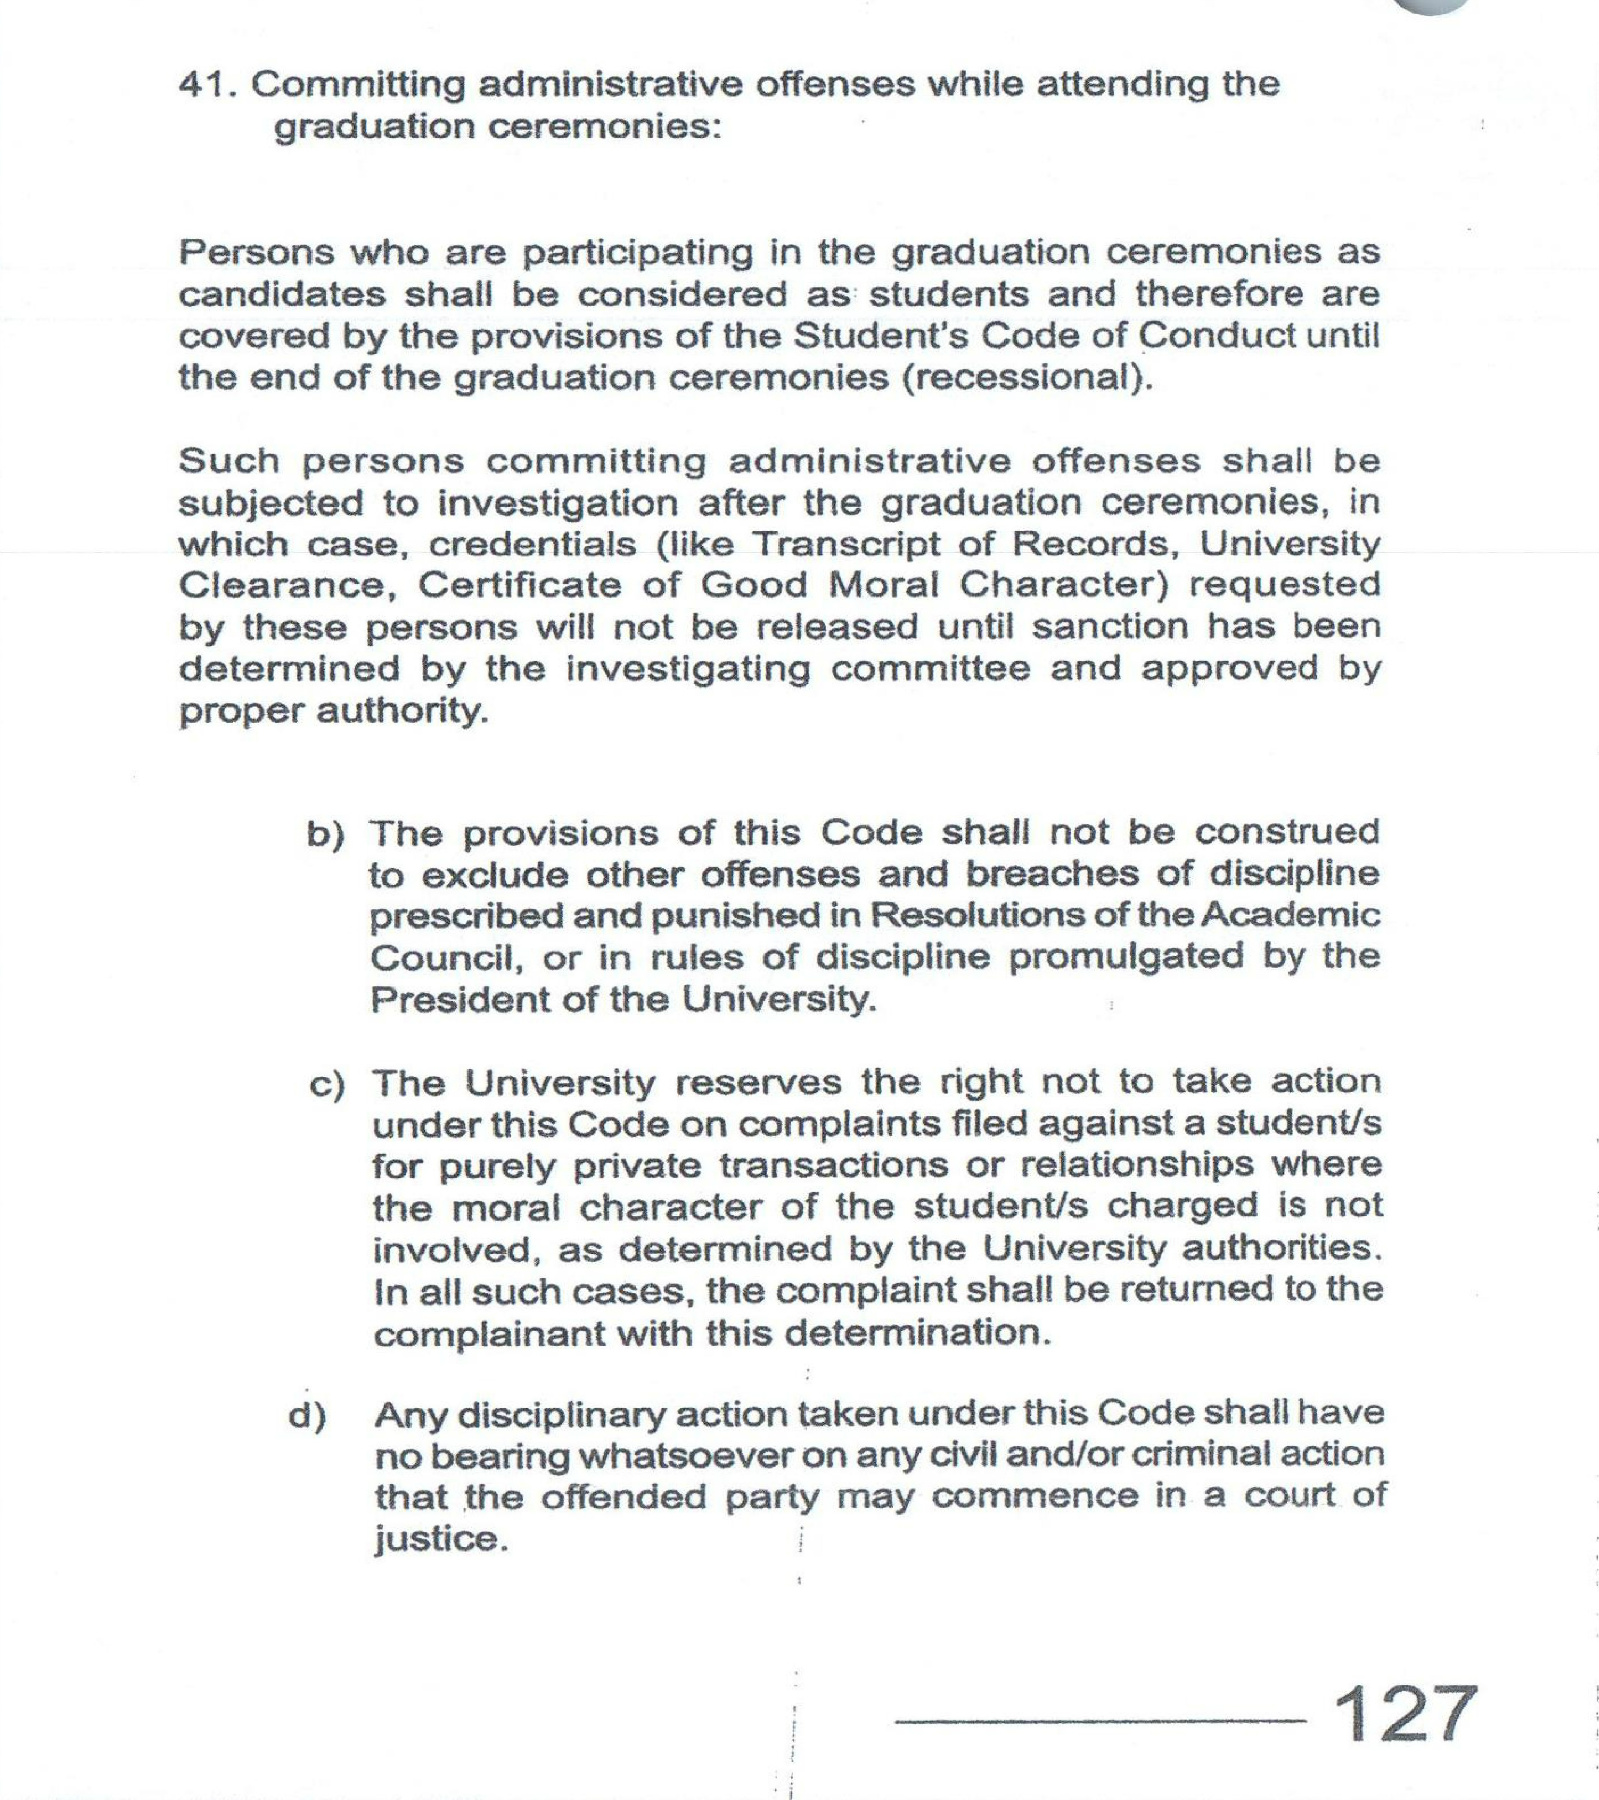 41. Committing administrative offenses while attending the
graduation ceremonies:
Persons who are participating in the graduation ceremonies as
candidates shall be considered as students and therefore are
covered by the provisions of the Student's Code of Conduct until
the end of the graduation ceremonies (recessional).
Such persons committing administrative offenses shall be
subjected to investigation after the graduation ceremonies, in
which case, credentials (like Transcript of Records, University
Clearance, Certificate of Good Moral Character) requested
by these persons will not be released until sanction has been
determined by the investigating committee and approved by
proper authority.
b) The provisions of this Code shall not be construed
to exclude other offenses and breaches of discipline
prescribed and punished in Resolutions of the Academic
Council, or in rules of discipline promulgated by the
President of the University.
c) The University reserves the right not to take action
under this Code on complaints filed against a student/s
for purely private transactions or relationships where
the moral character of the student/s charged is not
involved, as determined by the University authorities.
In all such cases, the complaint shall be returned to the
complainant with this determination.
d) Any disciplinary action taken under this Code shall have
no bearing whatsoever on any civil and/or criminal action
that the offended party may commence in a court of
justice.
127